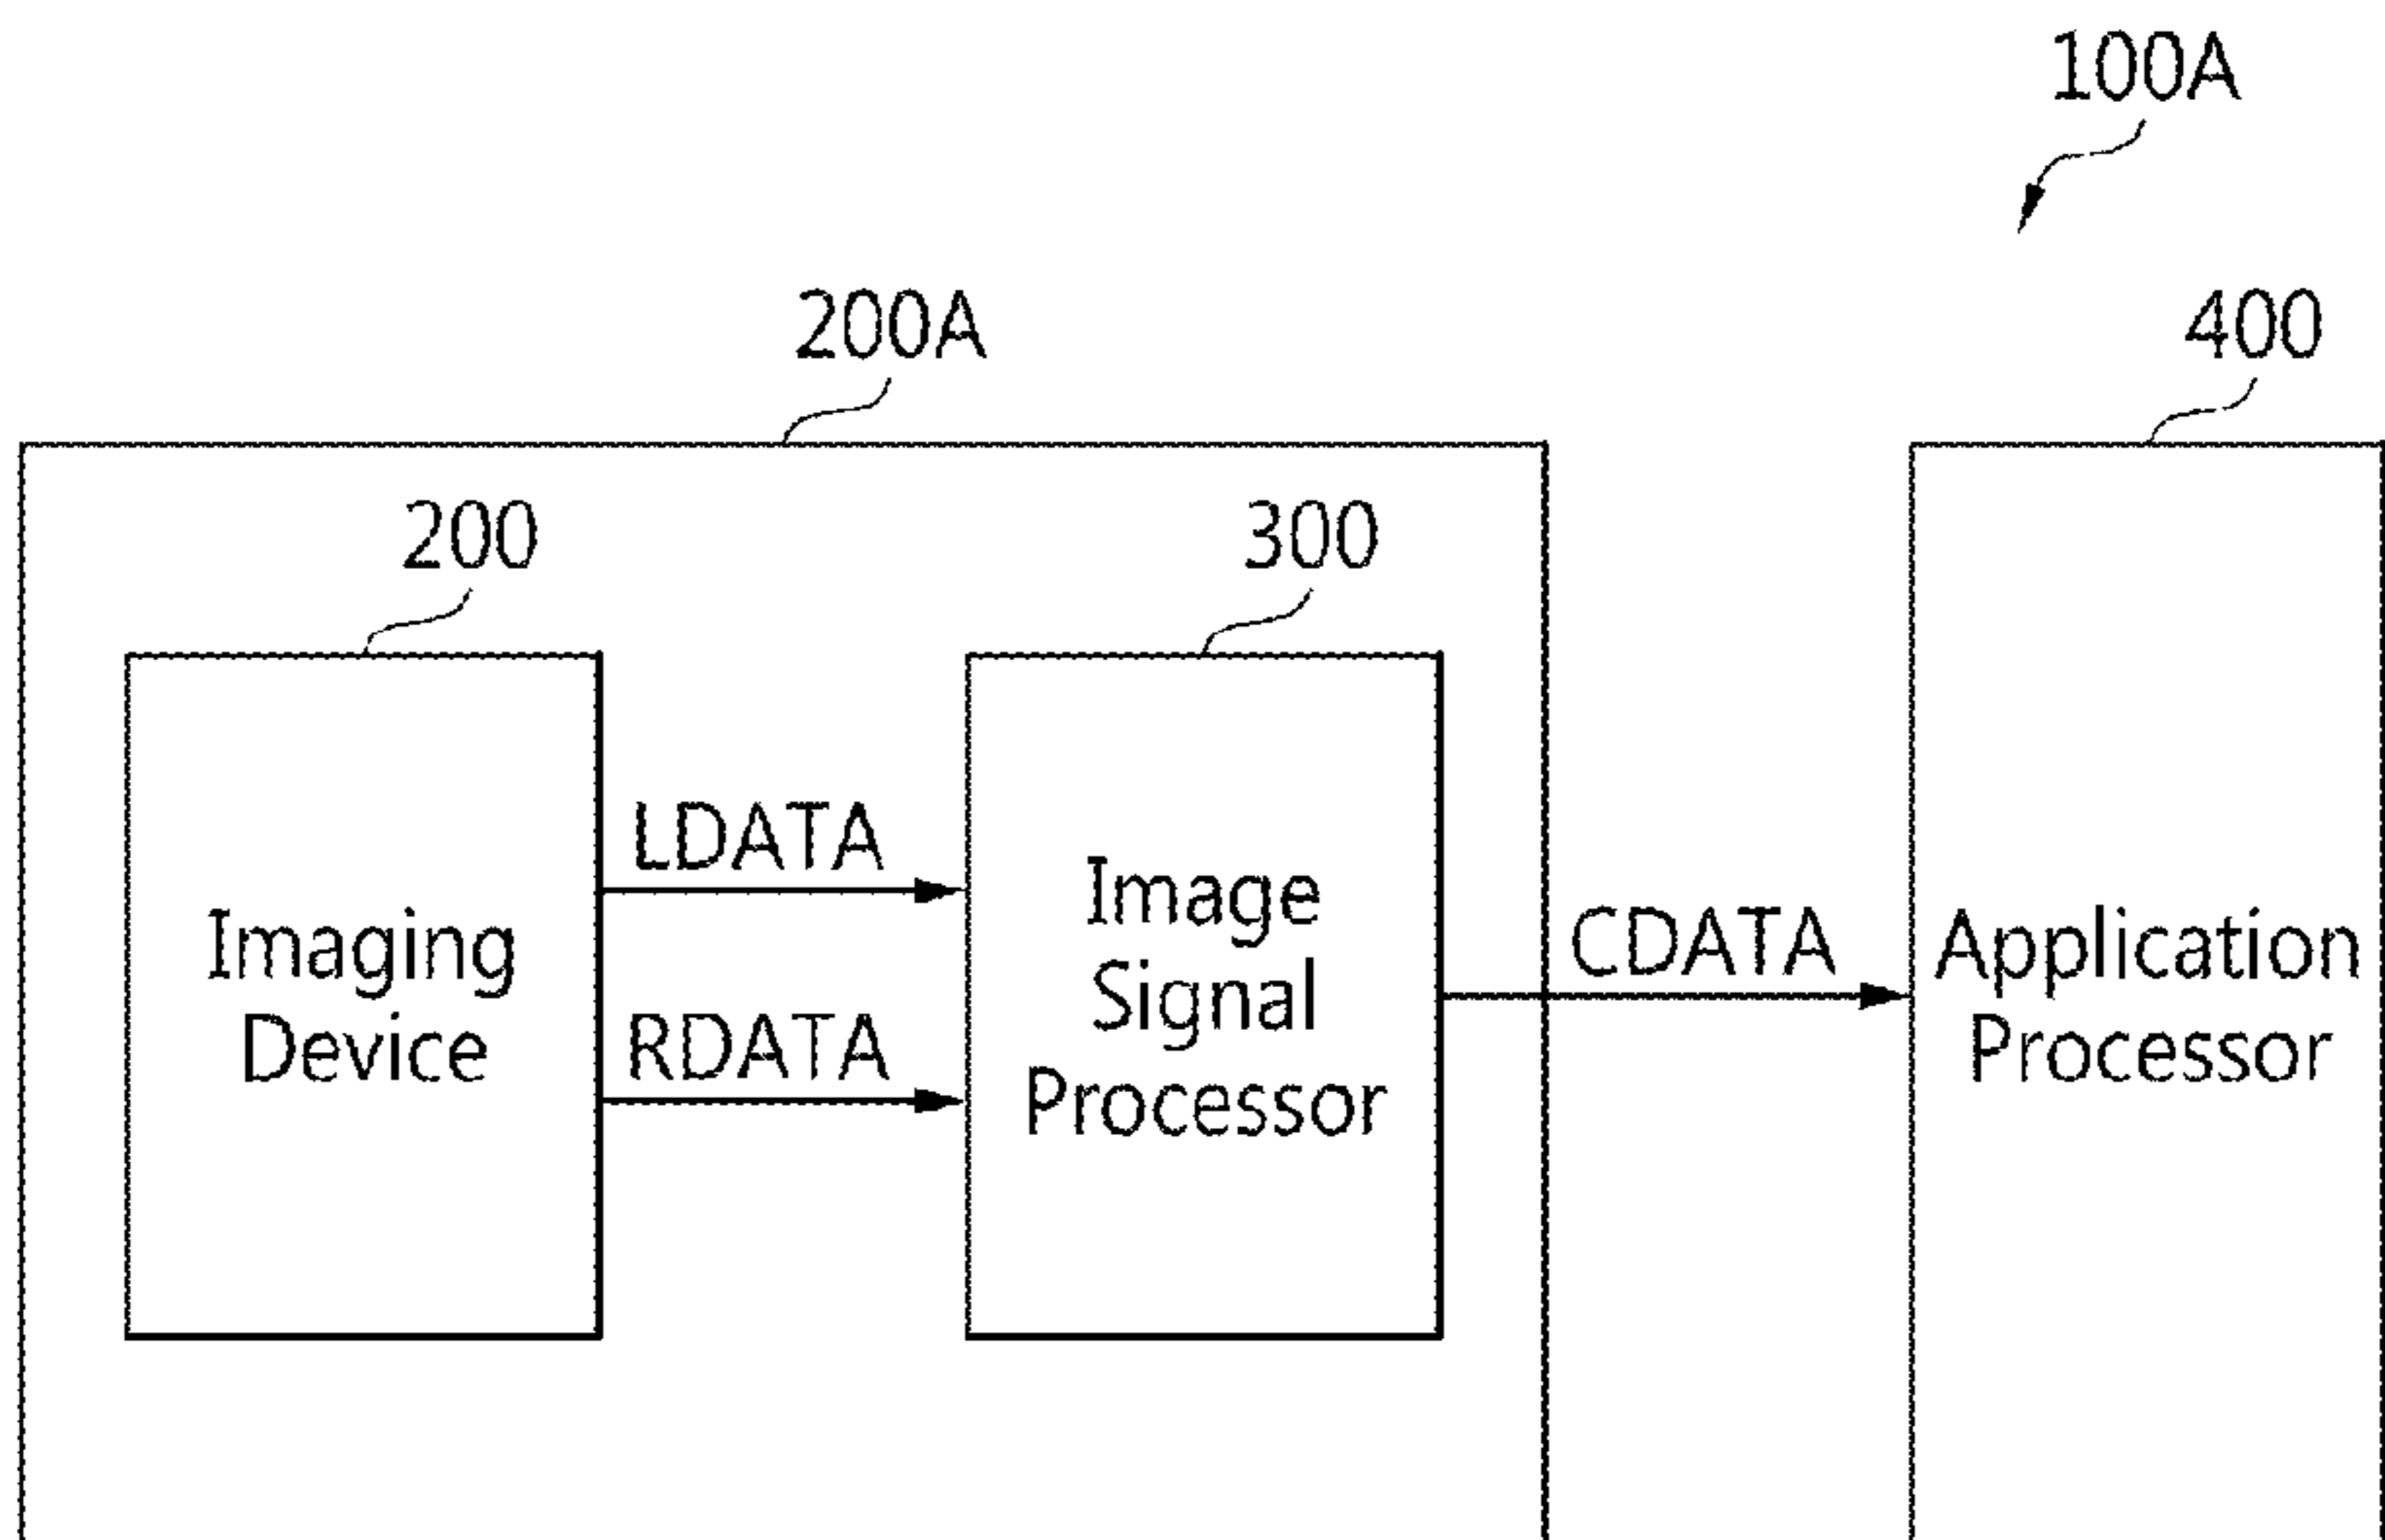 100A
200A
400
200
300
LDATA
RDATA
Imaging
Device
Image
Signal
Processor
CDATA
Application
Processor